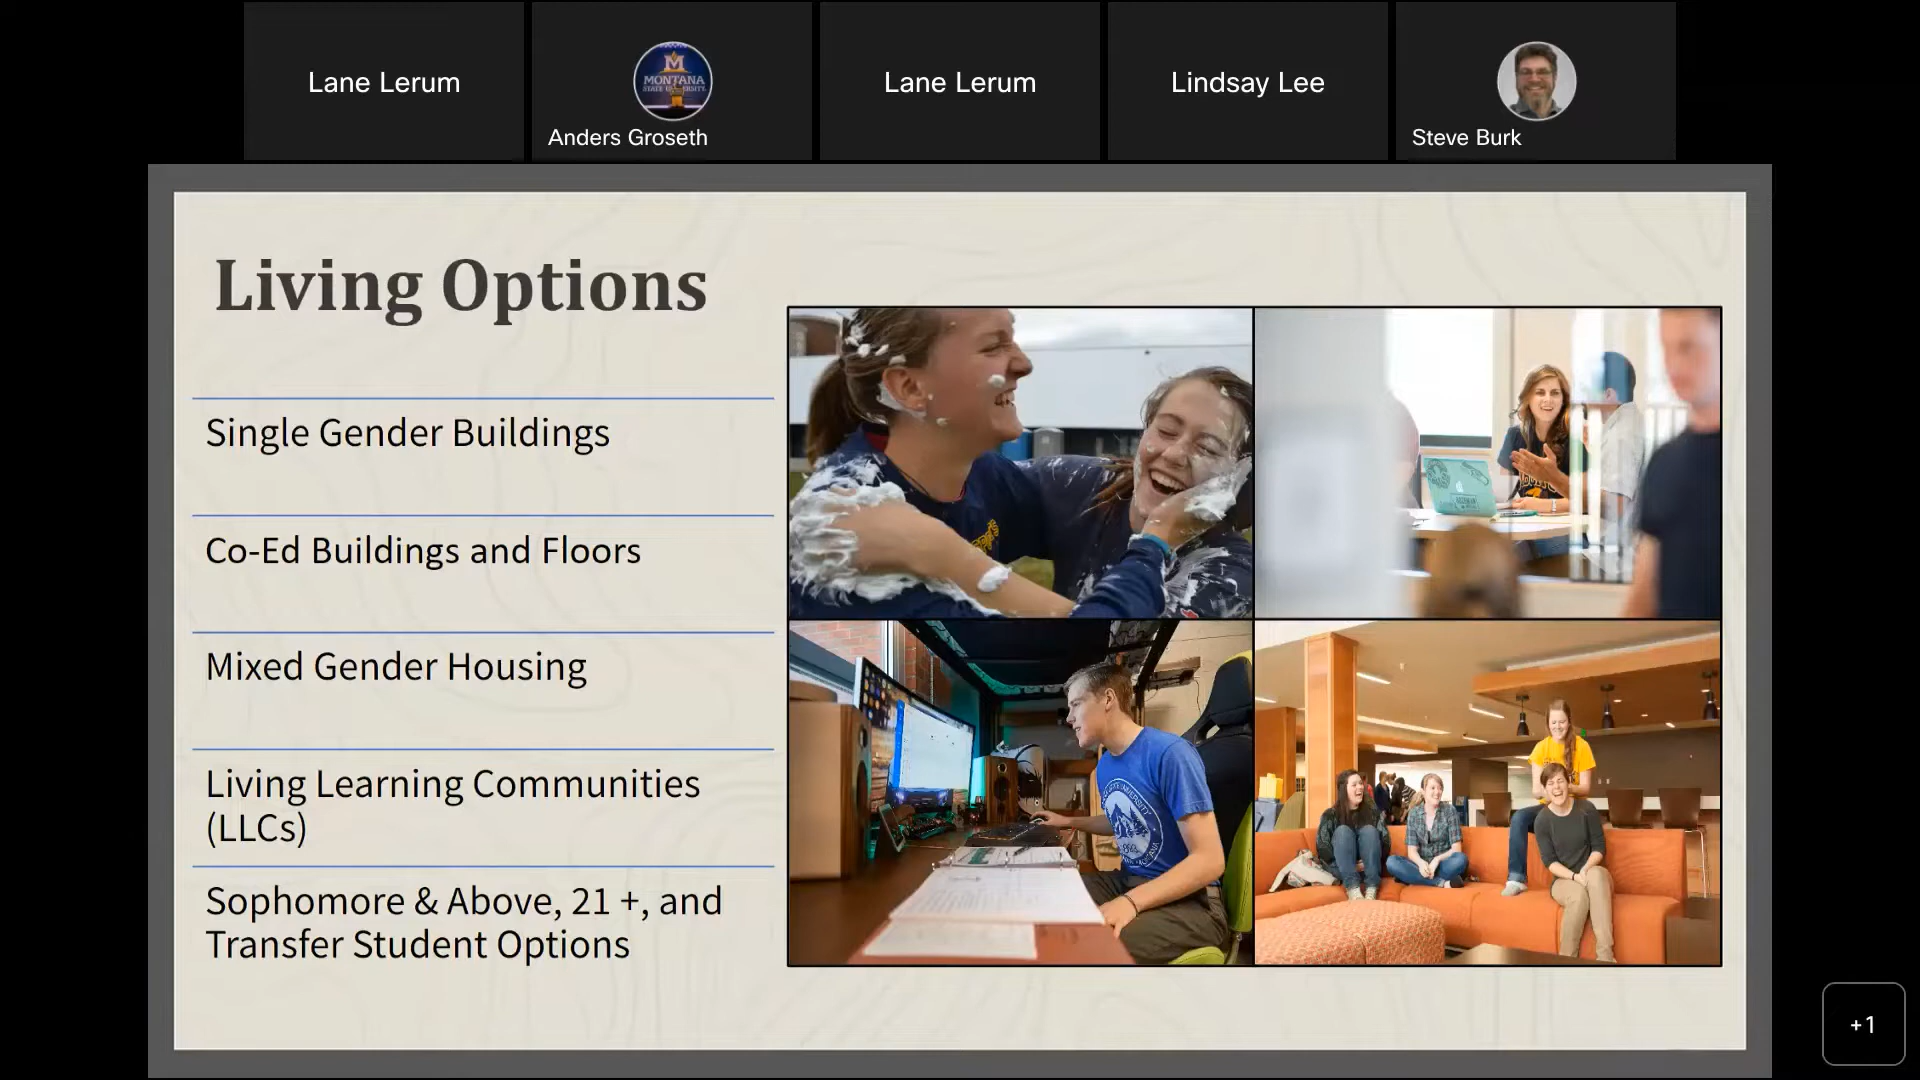 Lane Lerum
M
MONTANA
Anders Groseth
Lane Lerum
Lindsay Lee
Steve Burk
Living Options
Single Gender Buildings
Co-Ed Buildings and Floors
Mixed Gender Housing
Living Learning Communities
(LLCs)
Sophomore & Above, 21 +, and
Transfer Student Options
+1